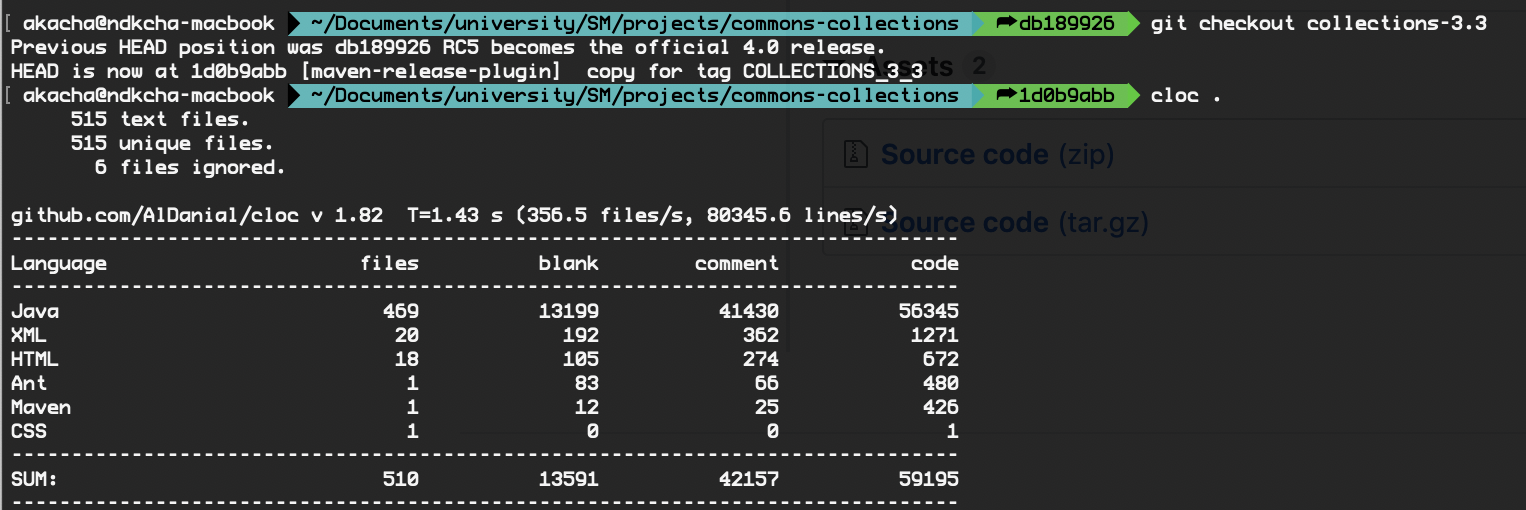 [ akacha@ndkcha-macbook ~/Documents/university/SM/projects/commons-collections ➦db189926 git checkout collections-3.3
Previous HEAD position was db189926 RC5 becomes the official 4.0 release.
HEAD is now at 1d0b9abb [maven-release-plugin]  copy for tag COLLECTIONS_3_3
Assets 2
[ akacha@ndkcha-macbook ~/Documents/university/SM/projects/commons-collections ➦1d0b9abb cloc .
515 text files.
515 unique files.
Source code (zip)
6 files ignored.
github.com/AlDanial/cloc v 1.82  T=1.43 s (356.5 files/s, 80345.6 lines/s)
Source code (tar.gz)
-------------------------------------------------------------------------------
Language files blank comment code
-------------------------------------------------------------------------------
Java 469 13199 41430 56345
XML 20 192 362 1271
HTML 18 105 274 672
Ant 1 83 66 480
Maven 1 12 25 426
CSS 1 0 0 1
-------------------------------------------------------------------------------
SUM: 510 13591 42157 59195
-------------------------------------------------------------------------------